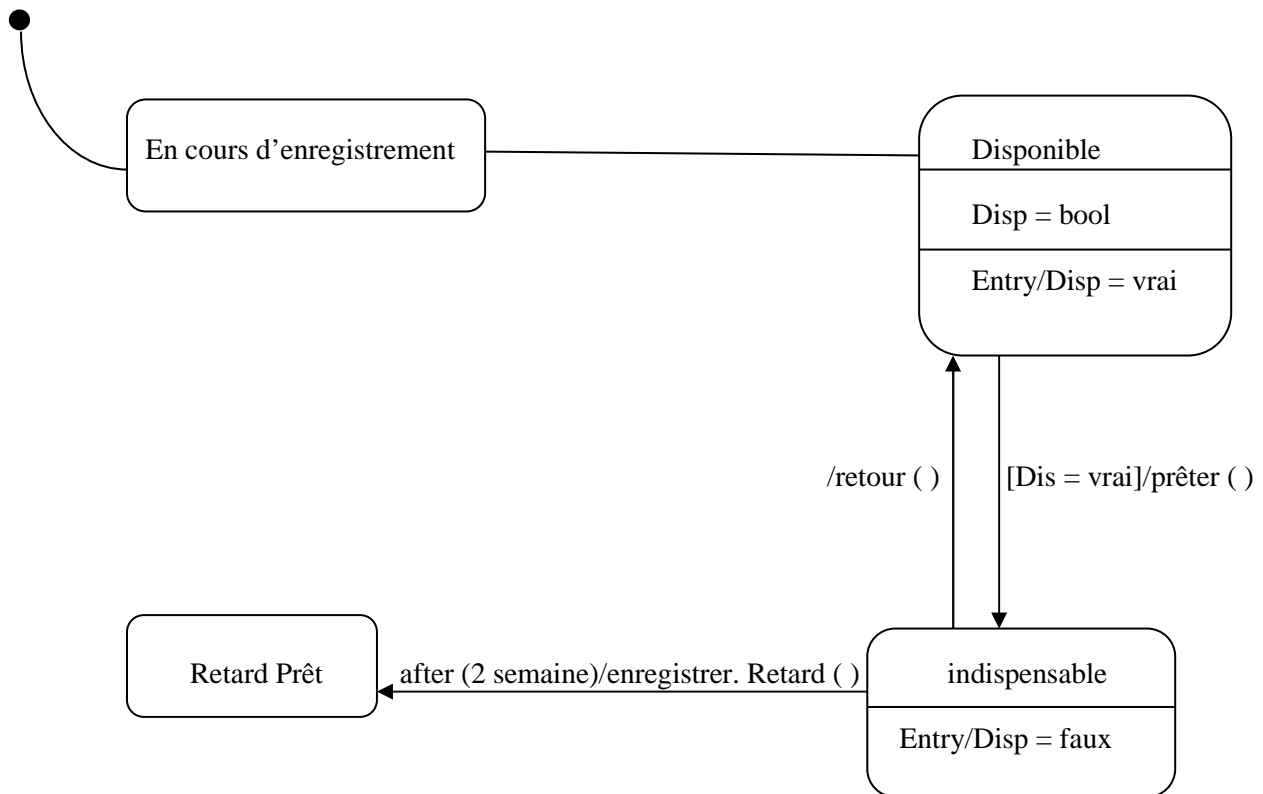 En cours d’enregistrement
Disponible
Disp = bool
Entry/Disp = vrai
/retour ( )
[Dis = vrai]/prêter ( )
Retard Prêt
after (2 semaine)/enregistrer. Retard ( )
indispensable
Entry/Disp = faux